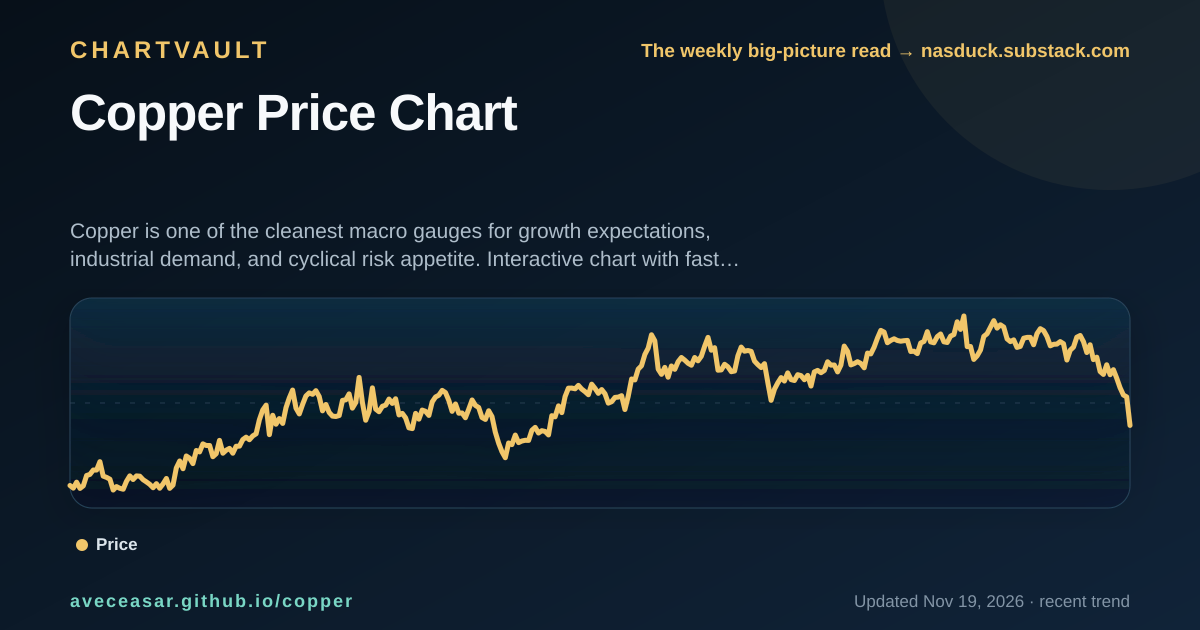 CHARTVAULT
The weekly big-picture read → nasduck.substack.com
Copper Price Chart
Copper is one of the cleanest macro gauges for growth expectations,
industrial demand, and cyclical risk appetite. Interactive chart with fast…
Price
aveceasar.github.io/copper
Updated Nov 19, 2026 · recent trend